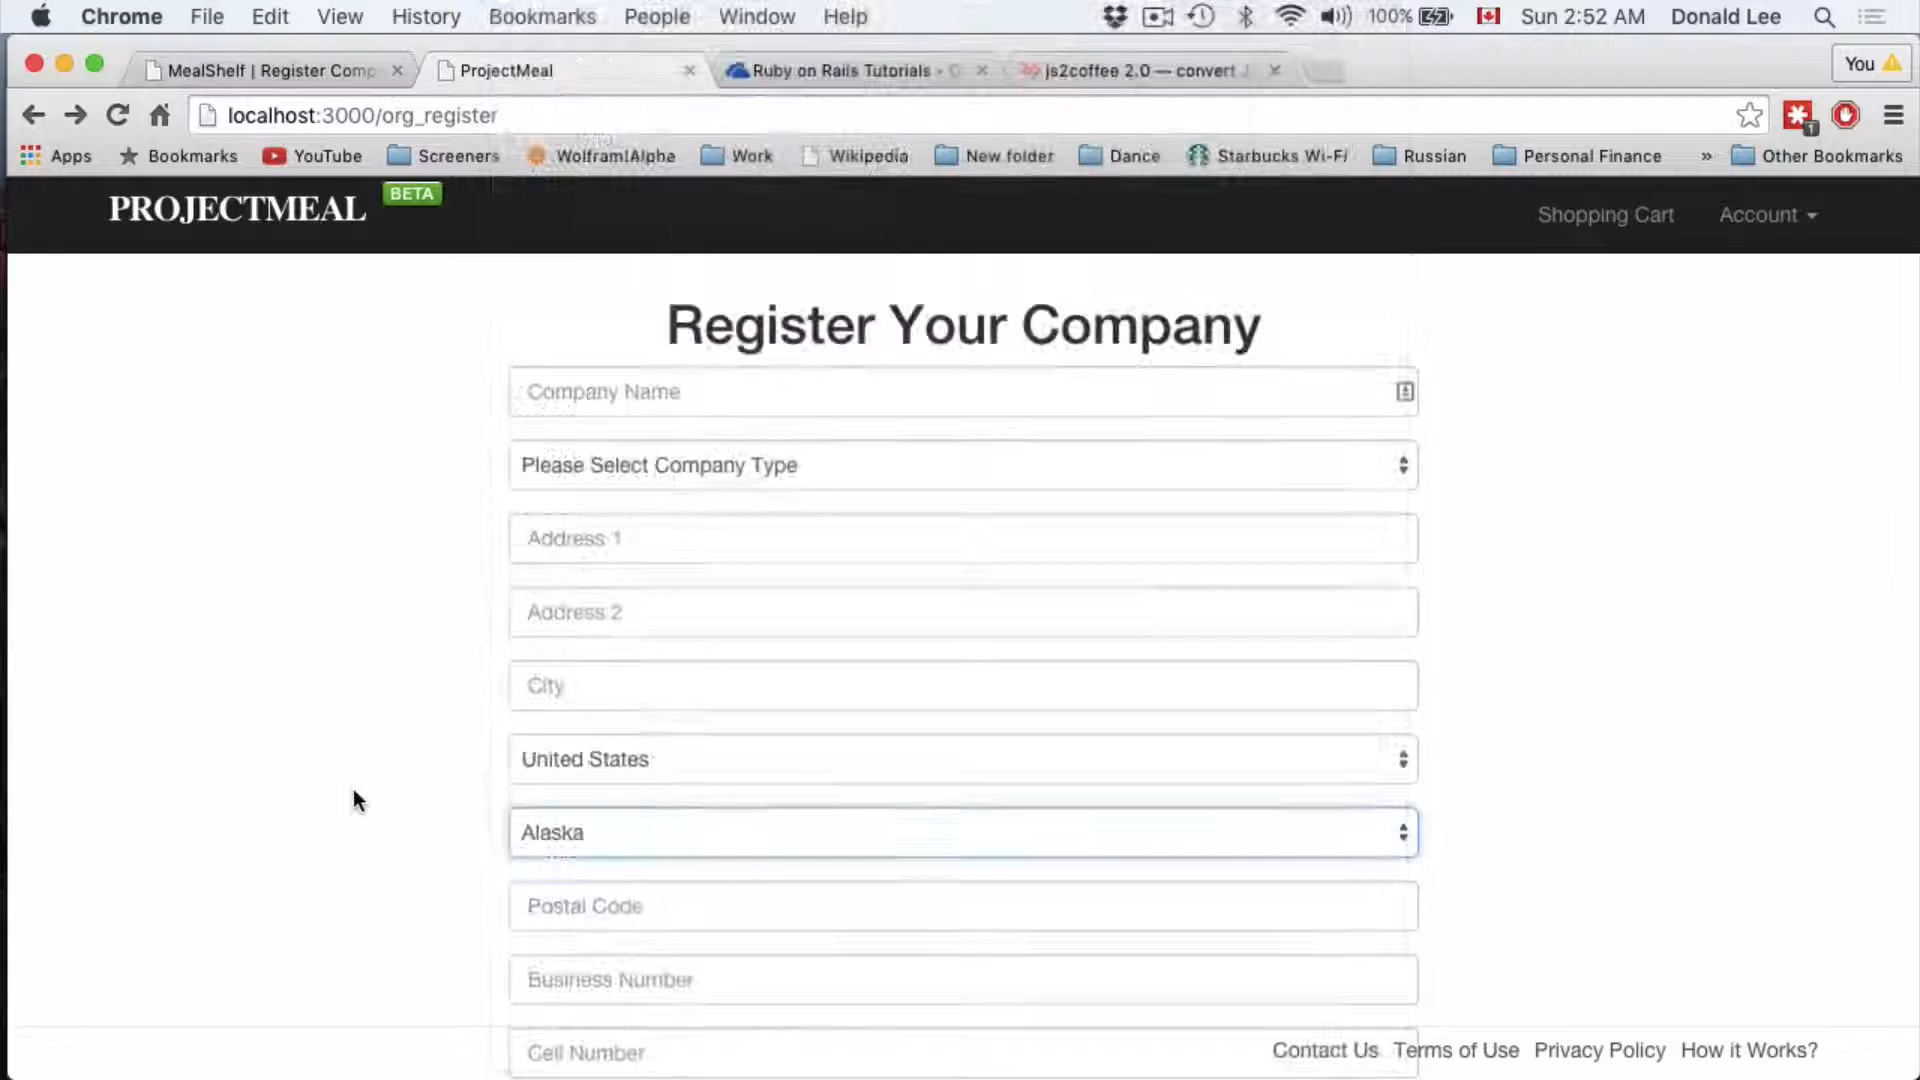 Chrome File Edit View History Bookmarks People Window Help 100% Sun 2:52 AM Donald Lee
MealShelf | Register Comp ProjectMeal Ruby on Rails Tutorials - js2coffee 2.0 — convert J You
localhost:3000/org_register
Apps Bookmarks YouTube Screeners Wolfram|Alpha Work Wikipedia New folder Dance Starbucks Wi-Fi Russian Personal Finance » Other Bookmarks
PROJECTMEAL BETA Shopping Cart Account
Register Your Company
Company Name
Please Select Company Type
Address 1
Address 2
City
United States
Alaska
Postal Code
Business Number
Cell Number
Contact Us Terms of Use Privacy Policy How it Works?